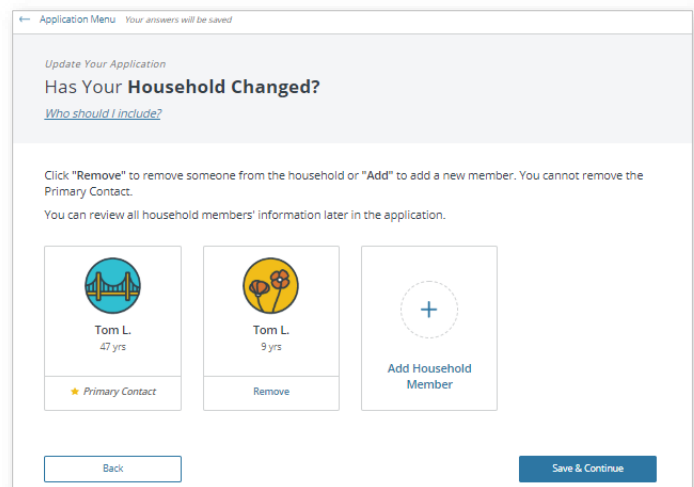 ← Application Menu Your answers will be saved
Update Your Application
Has Your Household Changed?
Who should I include?
Click "Remove" to remove someone from the household or "Add" to add a new member. You cannot remove the
Primary Contact.
You can review all household members' information later in the application.
Tom L.
47 yrs
Primary Contact
Tom L.
9 yrs
Remove
+
Add Household
Member
Back
Save & Continue